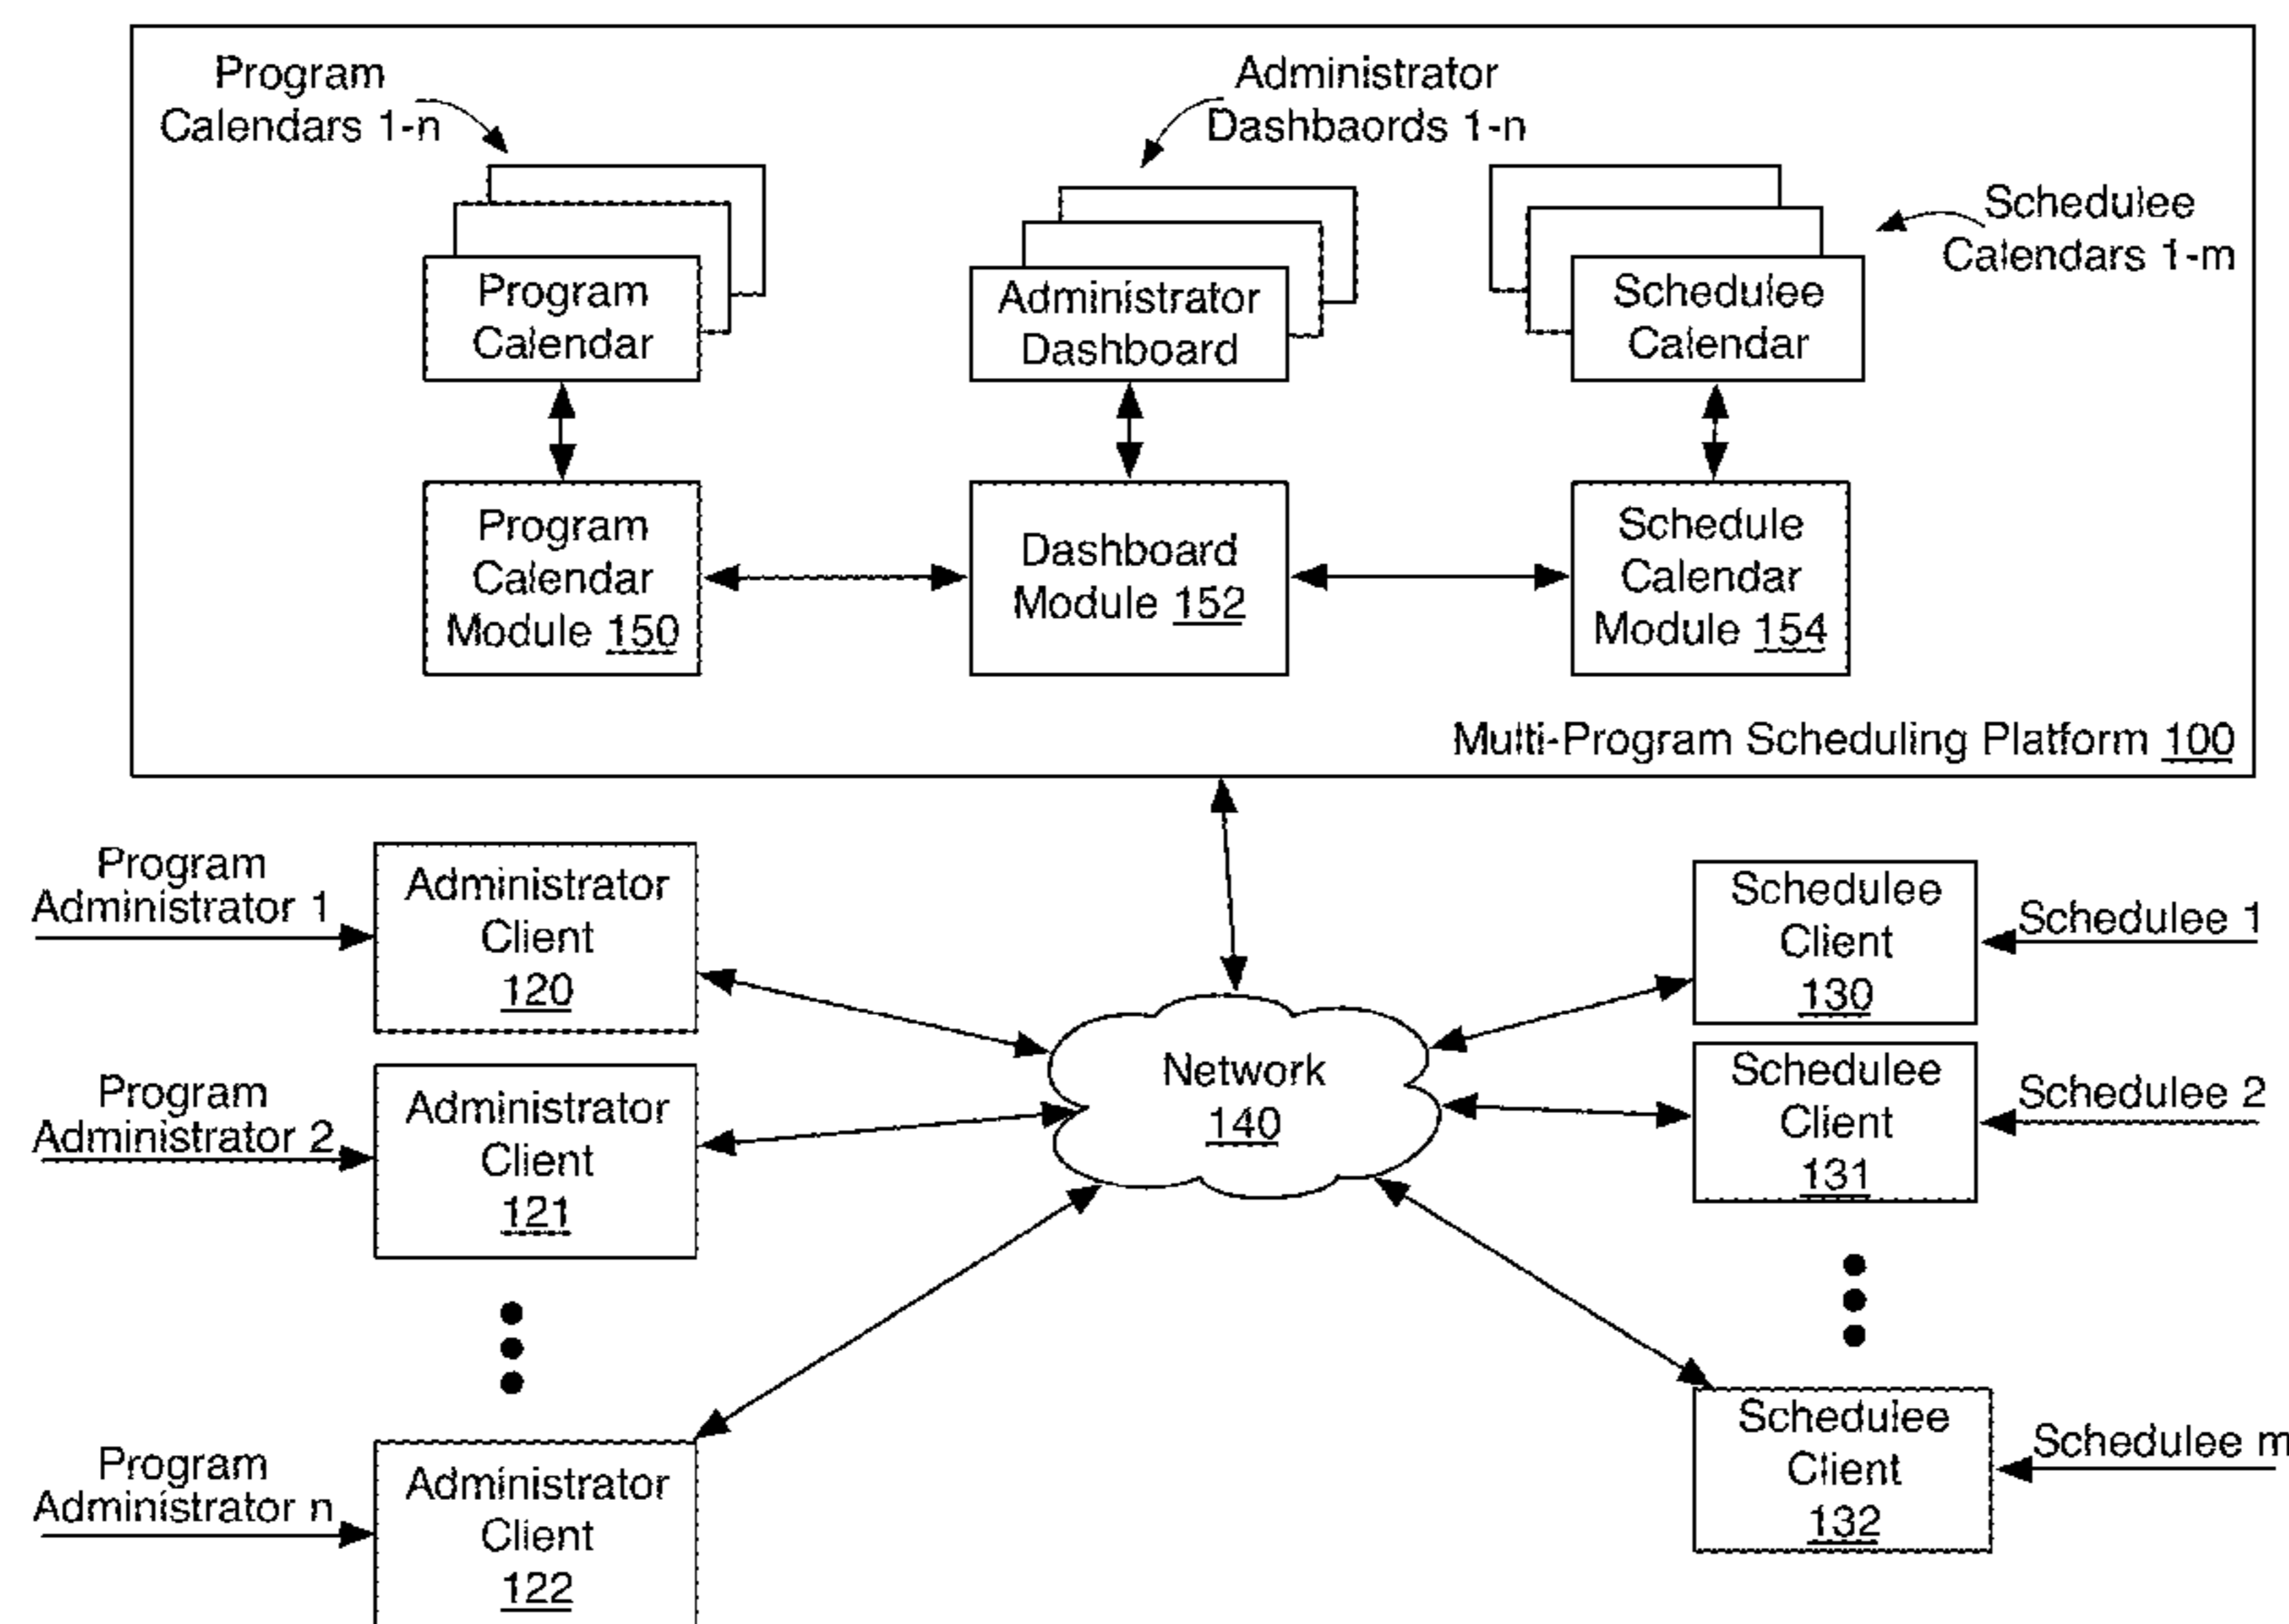 Program
Calendars 1-n
Administrator
Dashbaords 1-n
Schedulee
Calendars 1-m
Program
Calendar
Administrator
Dashboard
Schedulee
Calendar
Program
Calendar
Module 150
Dashboard
Module 152
Schedule
Calendar
Module 154
Multi-Program Scheduling Platform 100
Program
Administrator 1
Administrator
Client
120
Schedulee
Client
130
Schedulee 1
Program
Administrator 2
Administrator
Client
121
Network
140
Schedulee
Client
131
Schedulee 2
Program
Administrator n
Administrator
Client
122
Schedulee
Client
132
Schedulee m